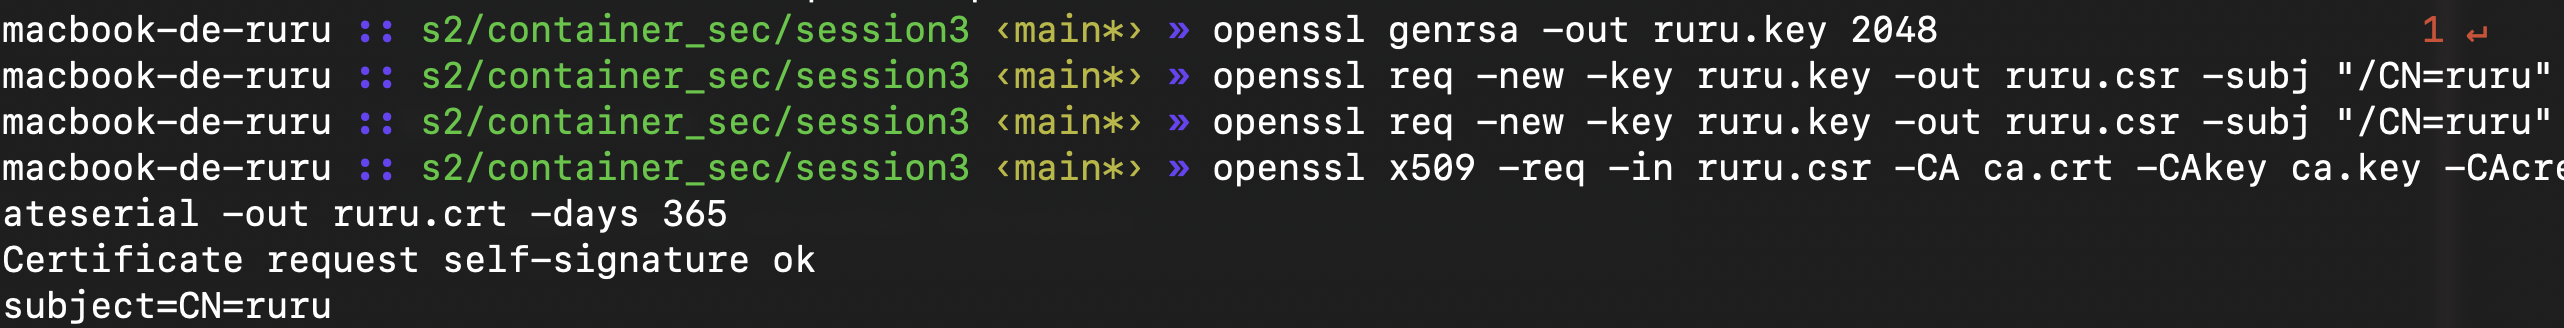 macbook-de-ruru :: s2/container_sec/session3 ‹main*› » openssl genrsa -out ruru.key 2048 1 ↵
macbook-de-ruru :: s2/container_sec/session3 ‹main*› » openssl req -new -key ruru.key -out ruru.csr -subj "/CN=ruru"
macbook-de-ruru :: s2/container_sec/session3 ‹main*› » openssl req -new -key ruru.key -out ruru.csr -subj "/CN=ruru"
macbook-de-ruru :: s2/container_sec/session3 ‹main*› » openssl x509 -req -in ruru.csr -CA ca.crt -CAkey ca.key -CAcre
ateserial -out ruru.crt -days 365
Certificate request self-signature ok
subject=CN=ruru